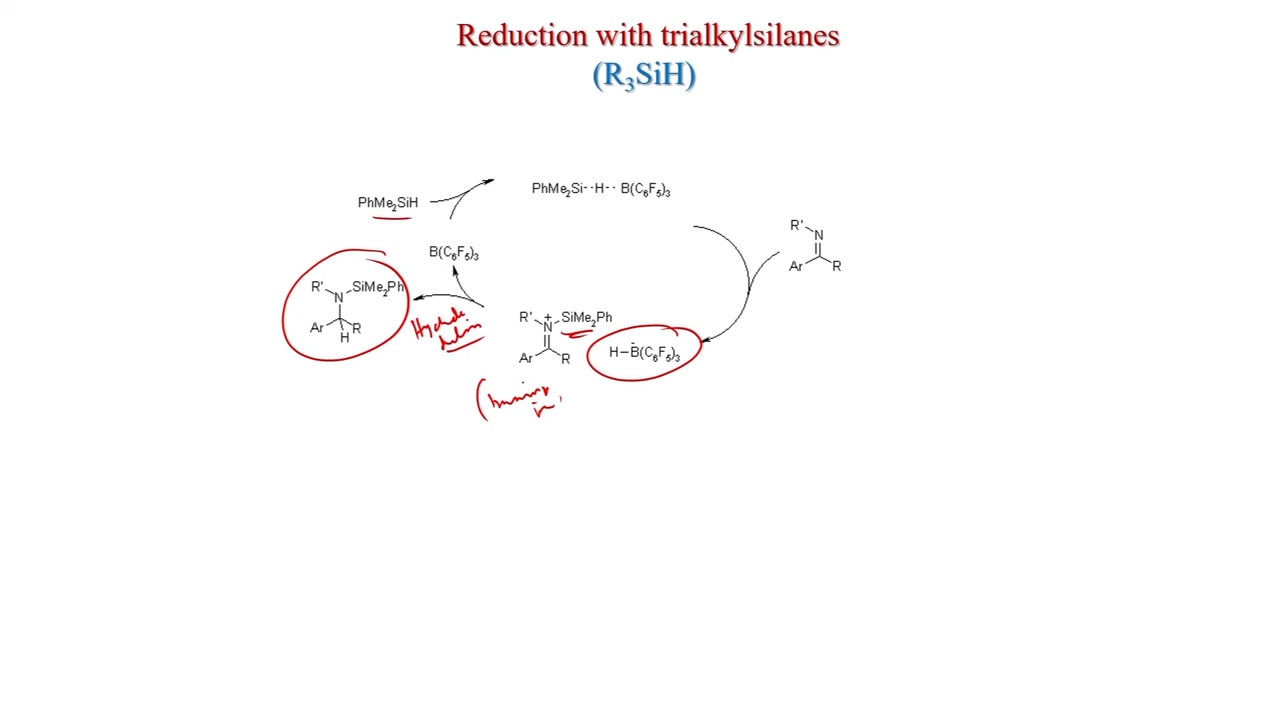 Reduction with trialkylsilanes
(R₃SiH)
PhMe₂SiH
PhMe₂Si--H--B(C₆F₅)₃
B(C₆F₅)₃
R'
N
Ar
R
R'
N
SiMe₂Ph
Ar
R
H
R'
+
N
SiMe₂Ph
Ar
R
H–B̄(C₆F₅)₃